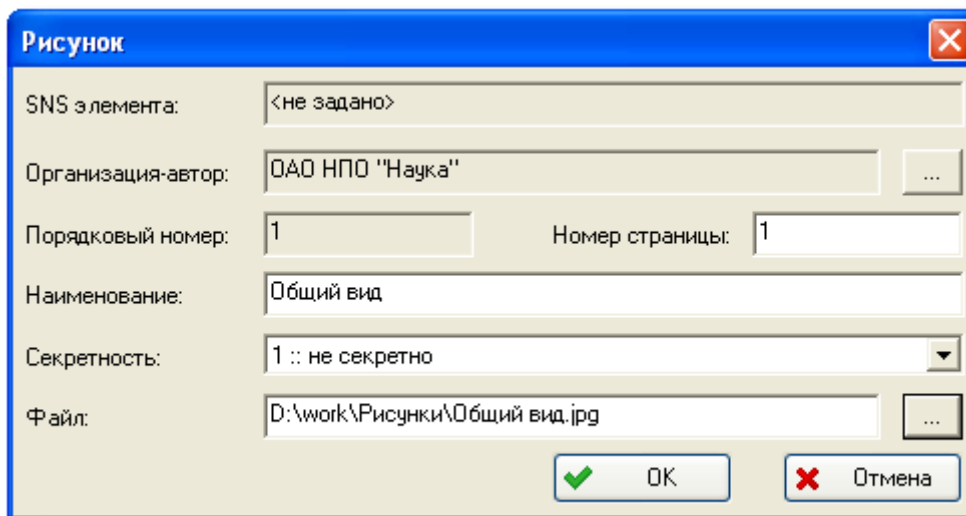 Рисунок
SNS элемента: <не задано>
Организация-автор: ОАО НПО "Наука" ...
Порядковый номер: 1 Номер страницы: 1
Наименование: Общий вид
Секретность: 1 :: не секретно
Файл: D:\work\Рисунки\Общий вид.jpg ...
OK Отмена